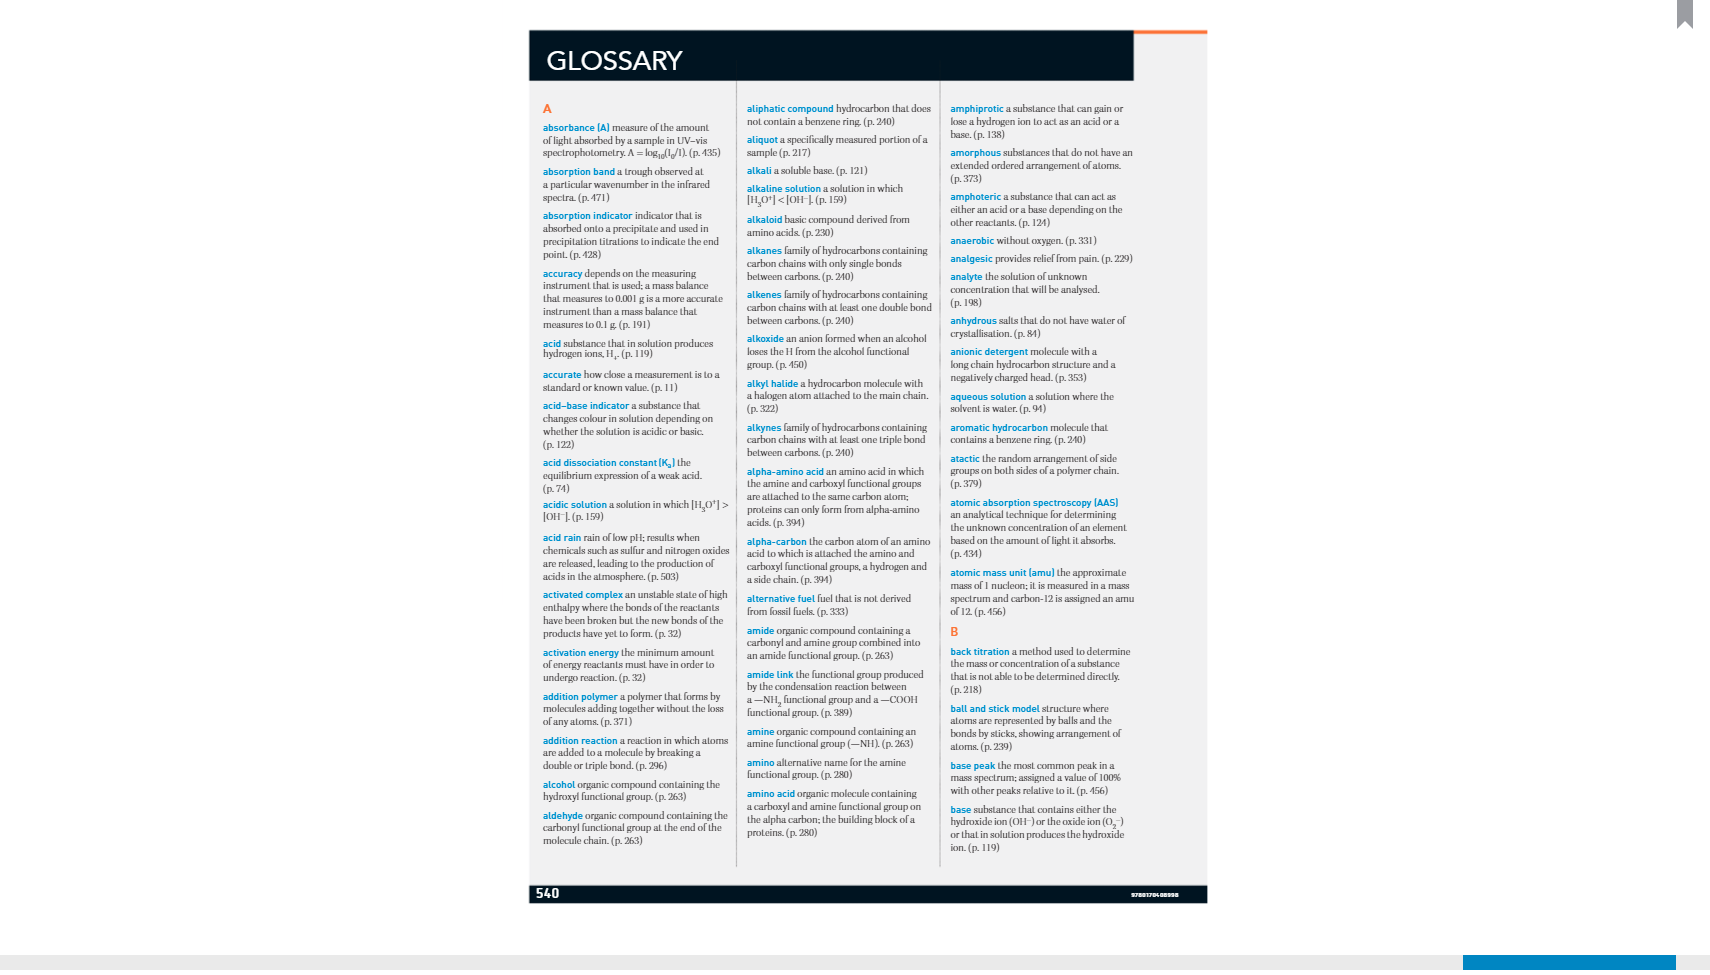 GLOSSARY
A
absorbance (A) measure of the amount
of light absorbed by a sample in UV–vis
spectrophotometry. A = log₁₀(I₀/1). (p. 435)
absorption band a trough observed at
a particular wavenumber in the infrared
spectra. (p. 471)
absorption indicator indicator that is
absorbed onto a precipitate and used in
precipitation titrations to indicate the end
point. (p. 428)
accuracy depends on the measuring
instrument that is used; a mass balance
that measures to 0.001 g is a more accurate
instrument than a mass balance that
measures to 0.1 g. (p. 191)
acid substance that in solution produces
hydrogen ions, H₊. (p. 119)
accurate how close a measurement is to a
standard or known value. (p. 11)
acid–base indicator a substance that
changes colour in solution depending on
whether the solution is acidic or basic.
(p. 122)
acid dissociation constant (Kₐ) the
equilibrium expression of a weak acid.
(p. 74)
acidic solution a solution in which [H₃O⁺] >
[OH⁻]. (p. 159)
acid rain rain of low pH; results when
chemicals such as sulfur and nitrogen oxides
are released, leading to the production of
acids in the atmosphere. (p. 503)
activated complex an unstable state of high
enthalpy where the bonds of the reactants
have been broken but the new bonds of the
products have yet to form. (p. 32)
activation energy the minimum amount
of energy reactants must have in order to
undergo reaction. (p. 32)
addition polymer a polymer that forms by
molecules adding together without the loss
of any atoms. (p. 371)
addition reaction a reaction in which atoms
are added to a molecule by breaking a
double or triple bond. (p. 296)
alcohol organic compound containing the
hydroxyl functional group. (p. 263)
aldehyde organic compound containing the
carbonyl functional group at the end of the
molecule chain. (p. 263)
aliphatic compound hydrocarbon that does
not contain a benzene ring. (p. 240)
aliquot a specifically measured portion of a
sample (p. 217)
alkali a soluble base. (p. 121)
alkaline solution a solution in which
[H₃O⁺] < [OH⁻]. (p. 159)
alkaloid basic compound derived from
amino acids. (p. 230)
alkanes family of hydrocarbons containing
carbon chains with only single bonds
between carbons. (p. 240)
alkenes family of hydrocarbons containing
carbon chains with at least one double bond
between carbons. (p. 240)
alkoxide an anion formed when an alcohol
loses the H from the alcohol functional
group. (p. 450)
alkyl halide a hydrocarbon molecule with
a halogen atom attached to the main chain.
(p. 322)
alkynes family of hydrocarbons containing
carbon chains with at least one triple bond
between carbons. (p. 240)
alpha-amino acid an amino acid in which
the amine and carboxyl functional groups
are attached to the same carbon atom;
proteins can only form from alpha-amino
acids. (p. 394)
alpha-carbon the carbon atom of an amino
acid to which is attached the amino and
carboxyl functional groups, a hydrogen and
a side chain. (p. 394)
alternative fuel fuel that is not derived
from fossil fuels. (p. 333)
amide organic compound containing a
carbonyl and amine group combined into
an amide functional group. (p. 263)
amide link the functional group produced
by the condensation reaction between
a —NH₂ functional group and a —COOH
functional group. (p. 389)
amine organic compound containing an
amine functional group (—NH). (p. 263)
amino alternative name for the amine
functional group. (p. 280)
amino acid organic molecule containing
a carboxyl and amine functional group on
the alpha carbon; the building block of a
proteins. (p. 280)
amphiprotic a substance that can gain or
lose a hydrogen ion to act as an acid or a
base. (p. 138)
amorphous substances that do not have an
extended ordered arrangement of atoms.
(p. 373)
amphoteric a substance that can act as
either an acid or a base depending on the
other reactants. (p. 124)
anaerobic without oxygen. (p. 331)
analgesic provides relief from pain. (p. 229)
analyte the solution of unknown
concentration that will be analysed.
(p. 198)
anhydrous salts that do not have water of
crystallisation. (p. 84)
anionic detergent molecule with a
long chain hydrocarbon structure and a
negatively charged head. (p. 353)
aqueous solution a solution where the
solvent is water. (p. 94)
aromatic hydrocarbon molecule that
contains a benzene ring. (p. 240)
atactic the random arrangement of side
groups on both sides of a polymer chain.
(p. 379)
atomic absorption spectroscopy (AAS)
an analytical technique for determining
the unknown concentration of an element
based on the amount of light it absorbs.
(p. 434)
atomic mass unit (amu) the approximate
mass of 1 nucleon; it is measured in a mass
spectrum and carbon-12 is assigned an amu
of 12. (p. 456)
B
back titration a method used to determine
the mass or concentration of a substance
that is not able to be determined directly.
(p. 218)
ball and stick model structure where
atoms are represented by balls and the
bonds by sticks, showing arrangement of
atoms. (p. 239)
base peak the most common peak in a
mass spectrum; assigned a value of 100%
with other peaks relative to it. (p. 456)
base substance that contains either the
hydroxide ion (OH⁻) or the oxide ion (O₂⁻)
or that in solution produces the hydroxide
ion. (p. 119)
540
9780170408998